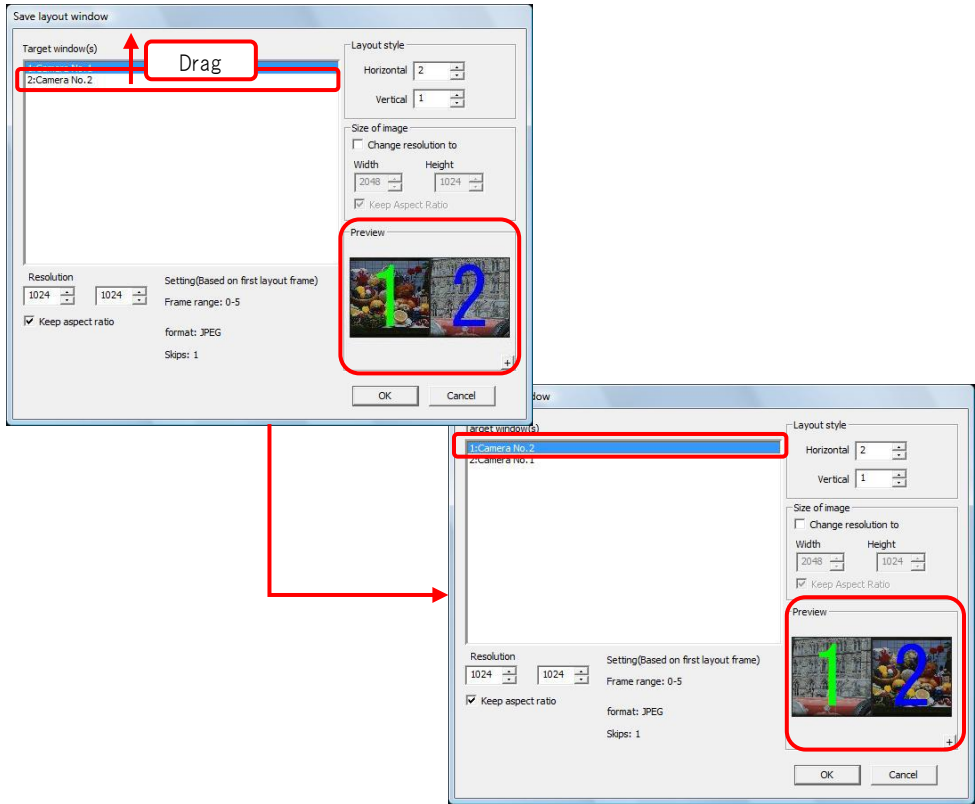 Save layout window
Target window(s)
Drag
1:Camera No.1
2:Camera No.2
Layout style
Horizontal 2
Vertical 1
Size of image
Change resolution to
Width Height
2048 1024
Keep Aspect Ratio
Preview
1 2
+
Resolution
1024 1024
Keep aspect ratio
Setting(Based on first layout frame)
Frame range: 0-5
format: JPEG
Skips: 1
OK Cancel
dow
Target window(s)
1:Camera No.2
2:Camera No.1
Layout style
Horizontal 2
Vertical 1
Size of image
Change resolution to
Width Height
2048 1024
Keep Aspect Ratio
Preview
1 2
+
Resolution
1024 1024
Keep aspect ratio
Setting(Based on first layout frame)
Frame range: 0-5
format: JPEG
Skips: 1
OK Cancel